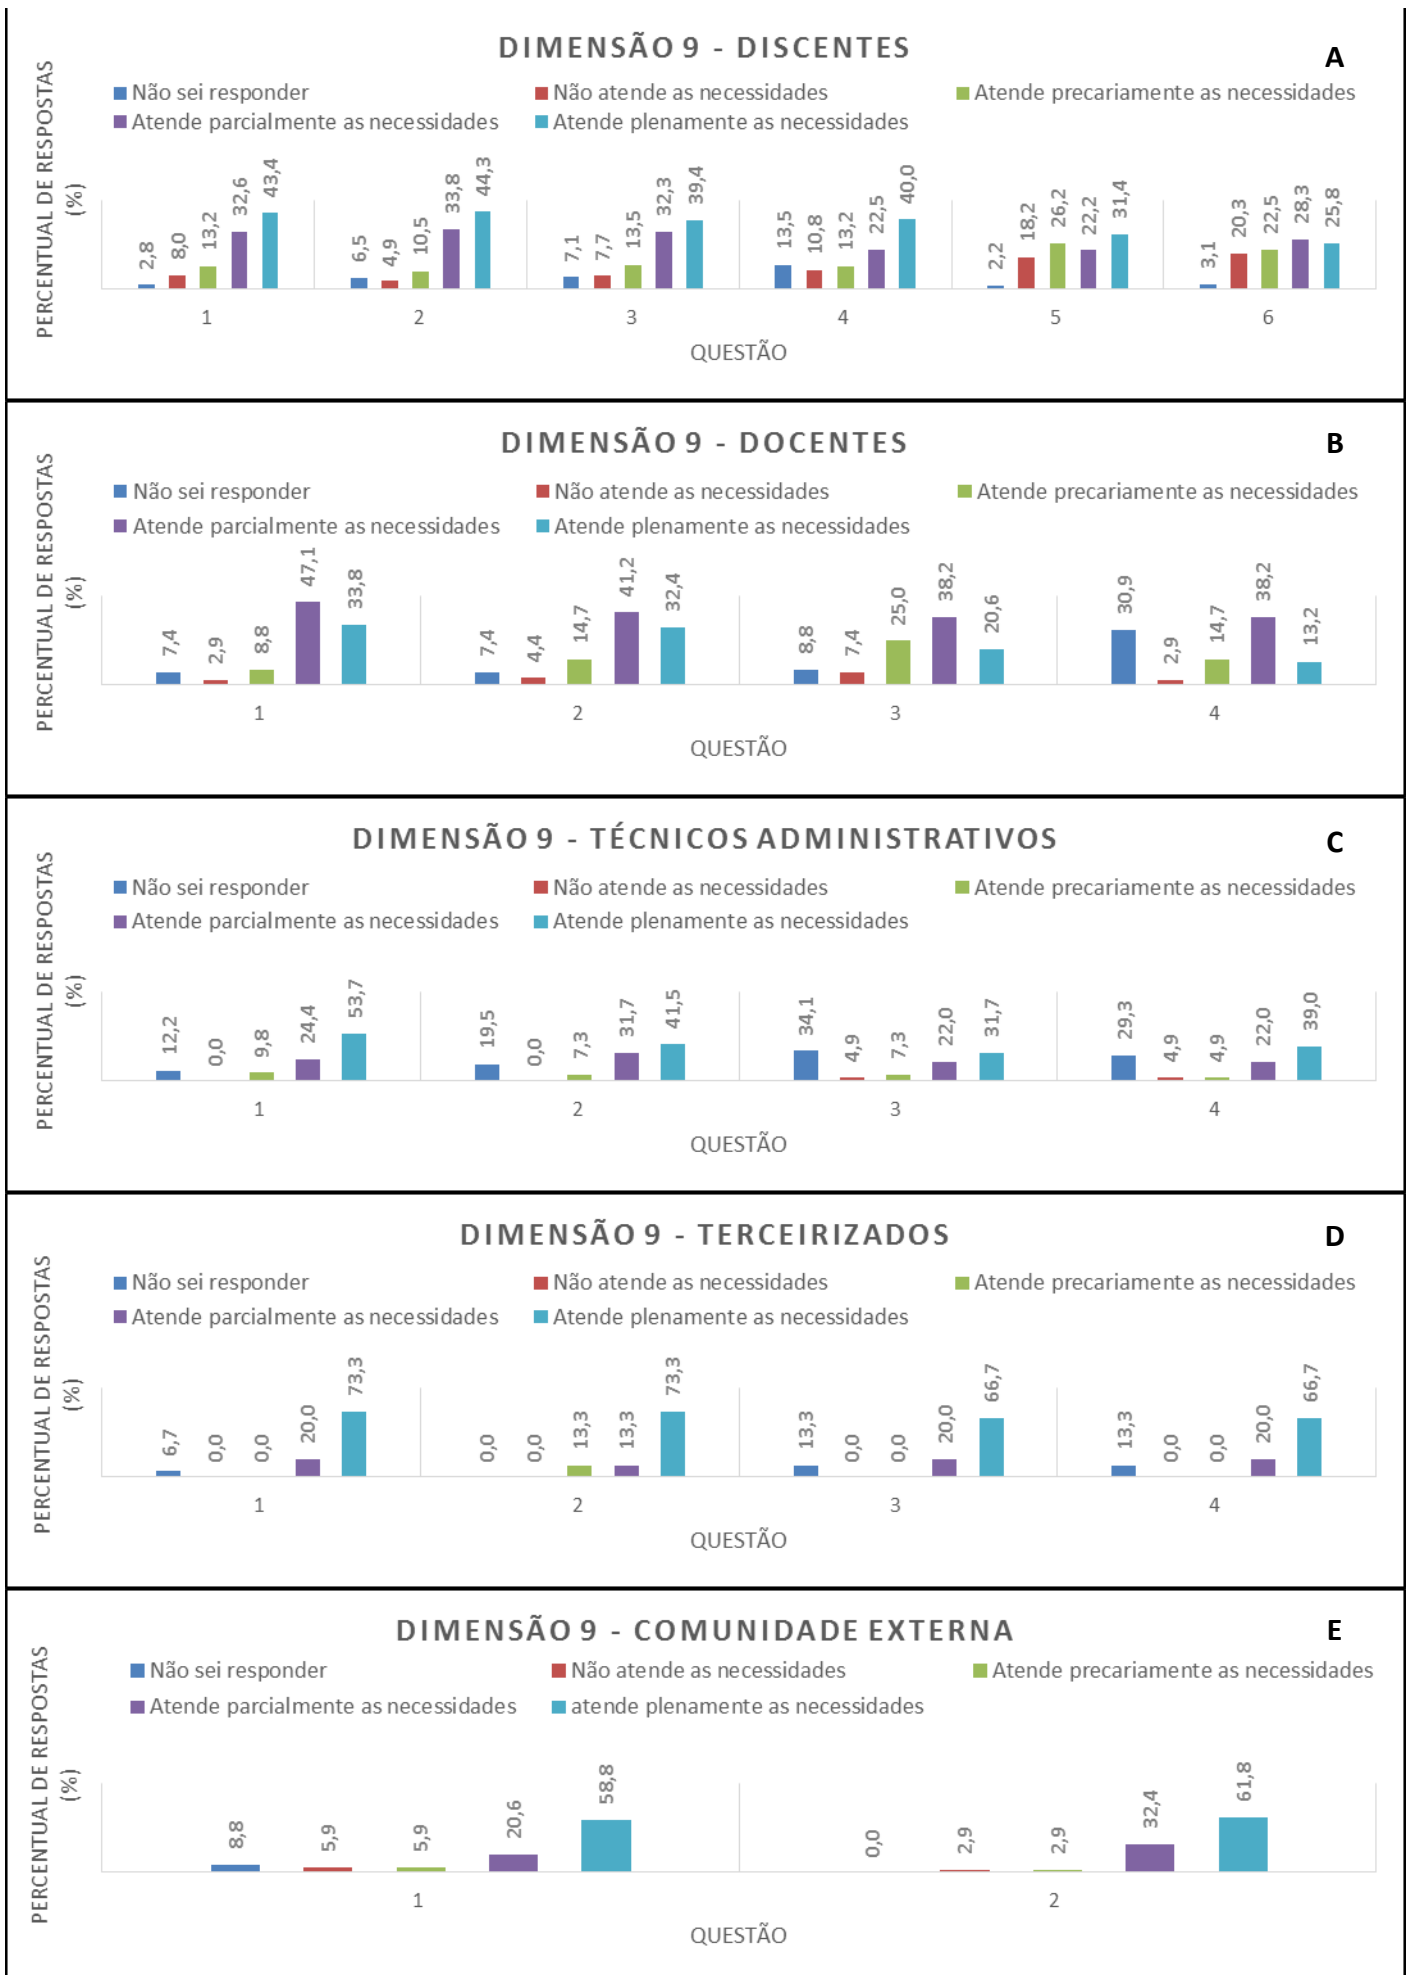 DIMENSÃO 9 - DISCENTES
A
PERCENTUAL DE RESPOSTAS
(%)
Não sei responder
Não atende as necessidades
Atende precariamente as necessidades
Atende parcialmente as necessidades
Atende plenamente as necessidades
2,8 8,0 13,2 32,6 43,4
6,5 4,9 10,5 33,8 44,3
7,1 7,7 13,5 32,3 39,4
13,5 10,8 13,2 22,5 40,0
2,2 18,2 26,2 22,2 31,4
3,1 20,3 22,5 28,3 25,8
1 2 3 4 5 6
QUESTÃO
DIMENSÃO 9 - DOCENTES
B
PERCENTUAL DE RESPOSTAS
(%)
Não sei responder
Não atende as necessidades
Atende precariamente as necessidades
Atende parcialmente as necessidades
Atende plenamente as necessidades
7,4 2,9 8,8 47,1 33,8
7,4 4,4 14,7 41,2 32,4
8,8 7,4 25,0 38,2 20,6
30,9 2,9 14,7 38,2 13,2
1 2 3 4
QUESTÃO
DIMENSÃO 9 - TÉCNICOS ADMINISTRATIVOS
C
PERCENTUAL DE RESPOSTAS
(%)
Não sei responder
Não atende as necessidades
Atende precariamente as necessidades
Atende parcialmente as necessidades
Atende plenamente as necessidades
12,2 0,0 9,8 24,4 53,7
19,5 0,0 7,3 31,7 41,5
34,1 4,9 7,3 22,0 31,7
29,3 4,9 4,9 22,0 39,0
1 2 3 4
QUESTÃO
DIMENSÃO 9 - TERCEIRIZADOS
D
PERCENTUAL DE RESPOSTAS
(%)
Não sei responder
Não atende as necessidades
Atende precariamente as necessidades
Atende parcialmente as necessidades
Atende plenamente as necessidades
6,7 0,0 0,0 20,0 73,3
0,0 0,0 13,3 13,3 73,3
13,3 0,0 0,0 20,0 66,7
13,3 0,0 0,0 20,0 66,7
1 2 3 4
QUESTÃO
DIMENSÃO 9 - COMUNIDADE EXTERNA
E
PERCENTUAL DE RESPOSTAS
(%)
Não sei responder
Não atende as necessidades
Atende precariamente as necessidades
Atende parcialmente as necessidades
atende plenamente as necessidades
8,8 5,9 5,9 20,6 58,8
0,0 2,9 2,9 32,4 61,8
1 2
QUESTÃO